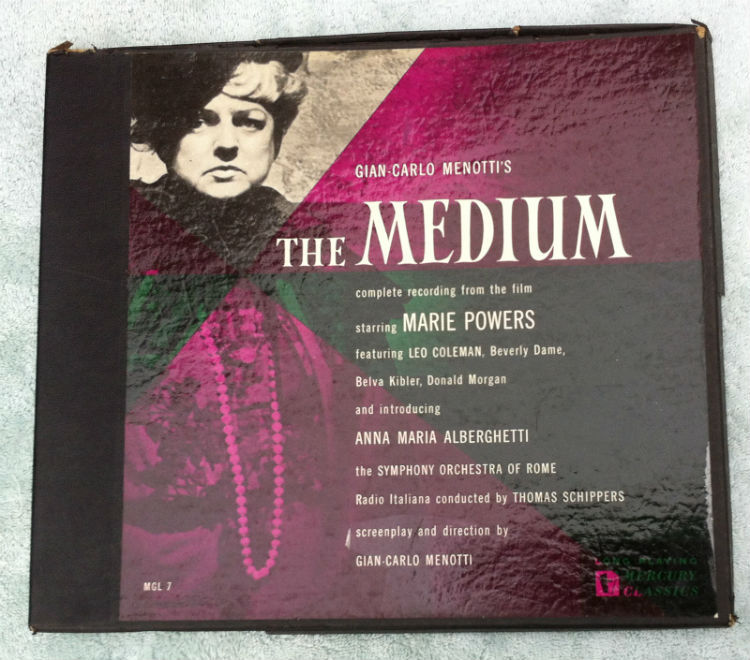 GIAN-CARLO MENOTTI'S
THE MEDIUM
complete recording from the film
starring MARIE POWERS
featuring LEO COLEMAN, Beverly Dame,
Belva Kibler, Donald Morgan
and introducing
ANNA MARIA ALBERGHETTI
the SYMPHONY ORCHESTRA OF ROME
Radio Italiana conducted by THOMAS SCHIPPERS
screenplay and direction by
GIAN-CARLO MENOTTI
MGL 7
LONG PLAYING
MERCURY
CLASSICS